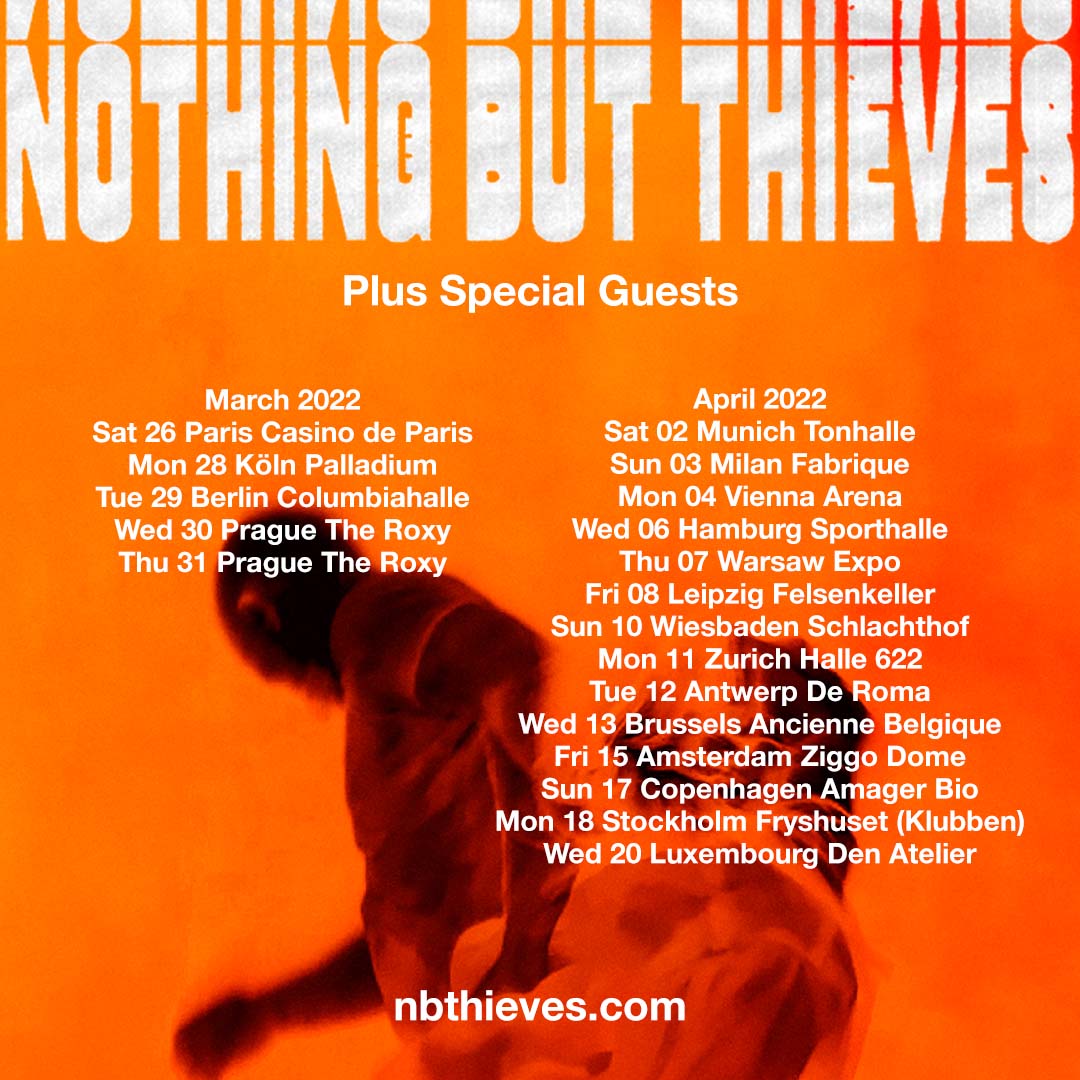 NOTHING BUT THIEVES
Plus Special Guests
March 2022
Sat 26 Paris Casino de Paris
Mon 28 Köln Palladium
Tue 29 Berlin Columbiahalle
Wed 30 Prague The Roxy
Thu 31 Prague The Roxy
April 2022
Sat 02 Munich Tonhalle
Sun 03 Milan Fabrique
Mon 04 Vienna Arena
Wed 06 Hamburg Sporthalle
Thu 07 Warsaw Expo
Fri 08 Leipzig Felsenkeller
Sun 10 Wiesbaden Schlachthof
Mon 11 Zurich Halle 622
Tue 12 Antwerp De Roma
Wed 13 Brussels Ancienne Belgique
Fri 15 Amsterdam Ziggo Dome
Sun 17 Copenhagen Amager Bio
Mon 18 Stockholm Fryshuset (Klubben)
Wed 20 Luxembourg Den Atelier
nbthieves.com